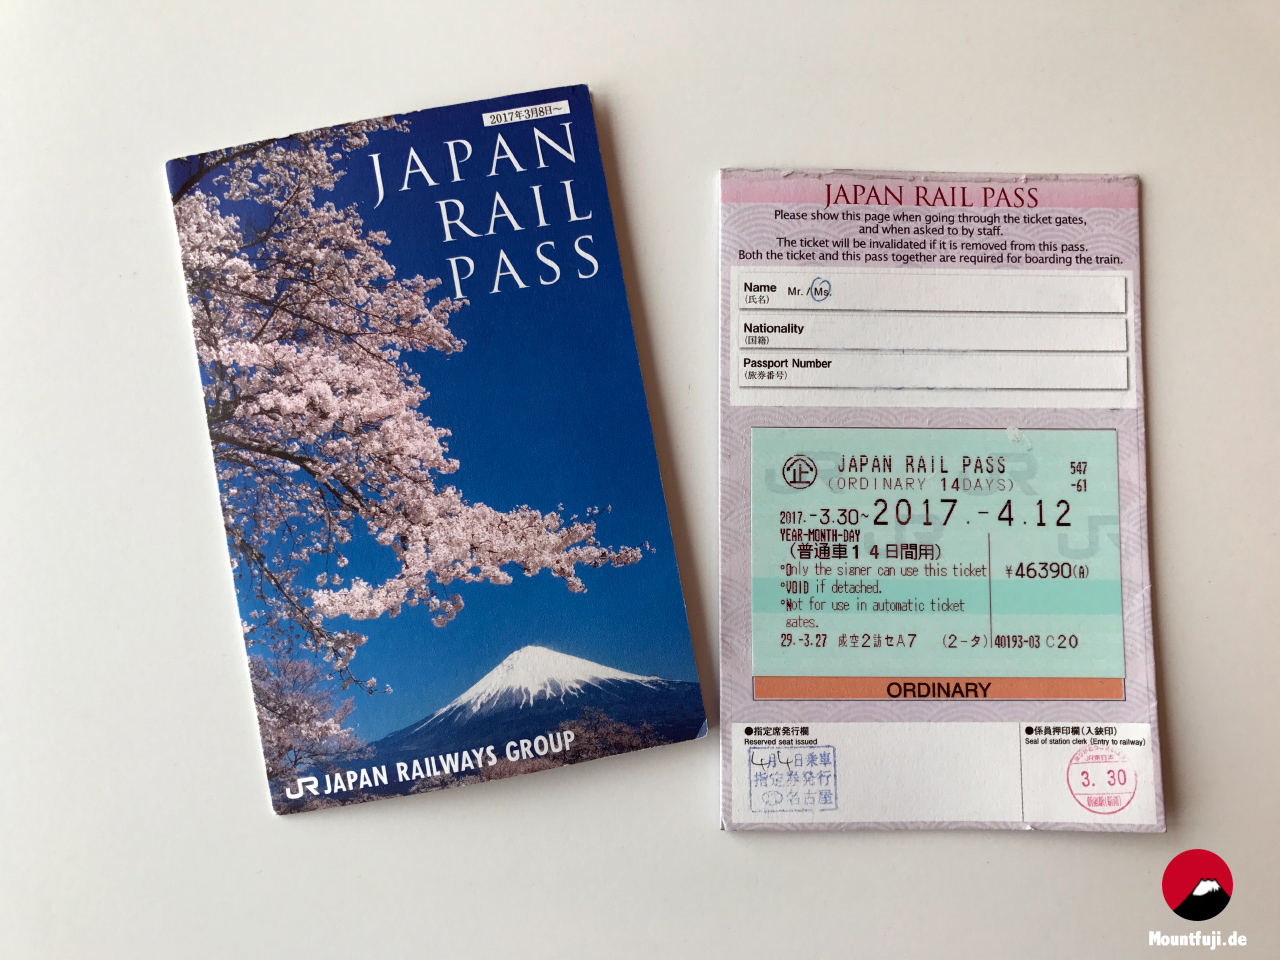 2017年3月8日～
JAPAN
RAIL
PASS
JR JAPAN RAILWAYS GROUP
JAPAN RAIL PASS
Please show this page when going through the ticket gates,
and when asked to by staff.
The ticket will be invalidated if it is removed from this pass.
Both the ticket and this pass together are required for boarding the train.
Name Mr. / Ms.
(氏名)
Nationality
(国籍)
Passport Number
(旅券番号)
企 JAPAN RAIL PASS 547
(ORDINARY 14DAYS) -61
2017.-3.30~2017.-4.12
YEAR-MONTH-DAY
(普通車14日間用)
°Only the signer can use this ticket ¥46390(A)
°VOID if detached.
°Not for use in automatic ticket
gates.
29.-3.27 成空2訪セA7 (2-タ) 40193-03 C20
ORDINARY
●指定席発行欄
Reserved seat issued
4月4日乗車
指定券発行
名古屋
●係員押印欄(入鋏印)
Seal of station clerk (Entry to railway)
JR東日本
3. 30
Mountfuji.de